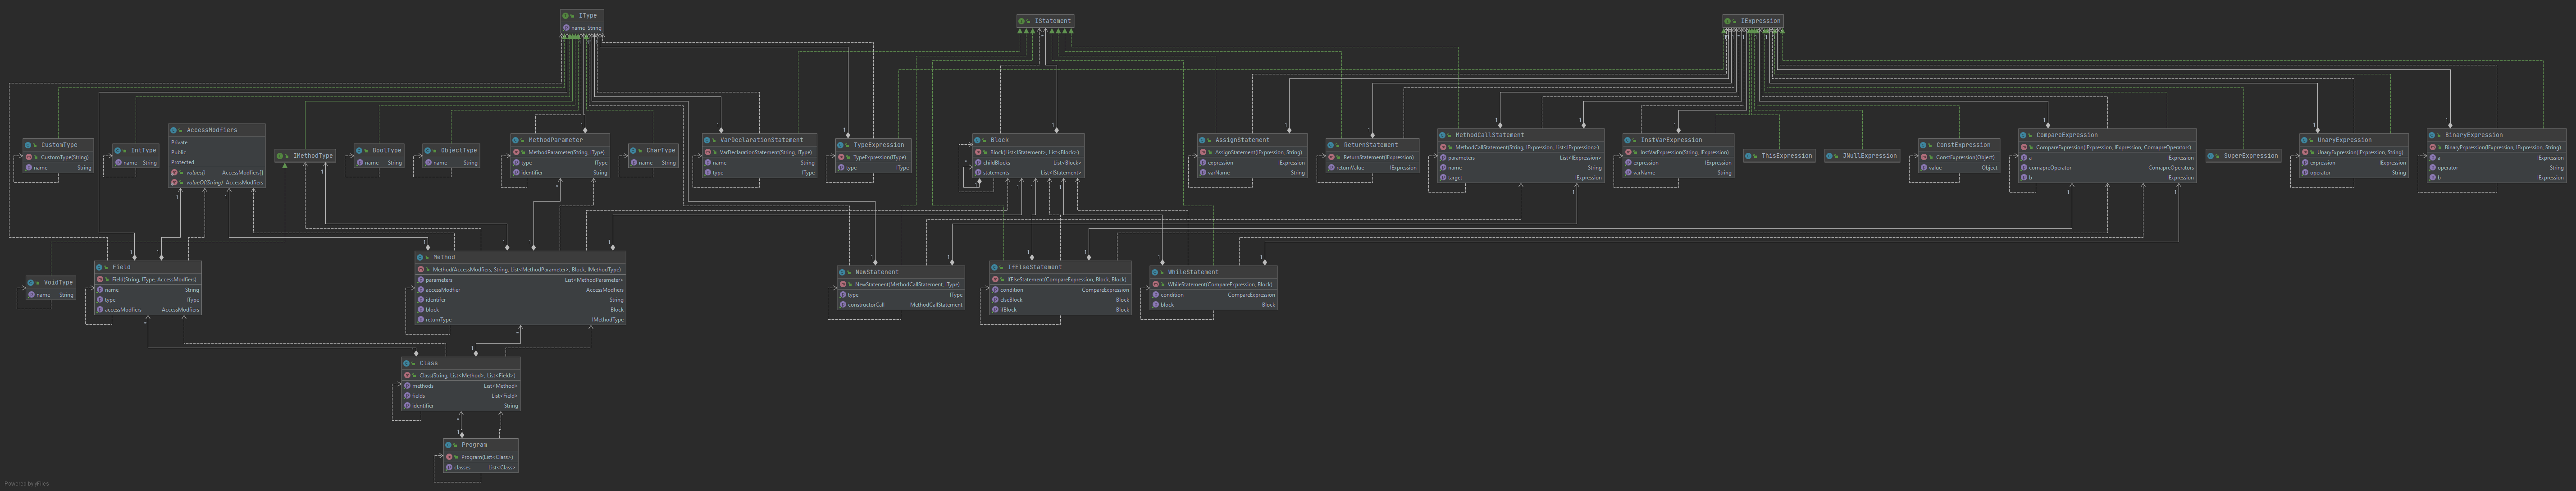 IType
name String
IStatement
IExpression
CustomType
CustomType(String)
name String
IntType
name String
AccessModifiers
Private
Public
Protected
values() AccessModifiers[]
valueOf(String) AccessModifiers
IMethodType
BoolType
name String
ObjectType
name String
MethodParameter
MethodParameter(String, IType)
type IType
identifier String
CharType
name String
VarDeclarationStatement
VarDeclarationStatement(String, IType)
name String
type IType
TypeExpression
TypeExpression(IType)
type IType
Block
Block(List<IStatement>, List<Block>)
childBlocks List<Block>
statements List<IStatement>
AssignStatement
AssignStatement(IExpression, String)
expression IExpression
varName String
ReturnStatement
ReturnStatement(IExpression)
returnValue IExpression
MethodCallStatement
MethodCallStatement(String, IExpression, List<IExpression>)
parameters List<IExpression>
name String
target IExpression
InstVarExpression
InstVarExpression(String, IExpression)
expression IExpression
varName String
ThisExpression
JNullExpression
ConstExpression
ConstExpression(Object)
value Object
CompareExpression
CompareExpression(IExpression, IExpression, ComapreOperators)
a IExpression
comapreOperator ComapreOperators
b IExpression
SuperExpression
UnaryExpression
UnaryExpression(IExpression, String)
expression IExpression
operator String
BinaryExpression
BinaryExpression(IExpression, IExpression, String)
a IExpression
operator String
b IExpression
VoidType
name String
Field
Field(String, IType, AccessModifiers)
name String
type IType
accessModifiers AccessModifiers
Method
Method(AccessModifiers, String, List<MethodParameter>, Block, IMethodType)
parameters List<MethodParameter>
accessModifier AccessModifiers
identifer String
block Block
returnType IMethodType
NewStatenent
NewStatenent(MethodCallStatement, IType)
type IType
constructerCall MethodCallStatement
IfElseStatement
IfElseStatement(CompareExpression, Block, Block)
condition CompareExpression
elseBlock Block
ifBlock Block
WhileStatement
WhileStatement(CompareExpression, Block)
condition CompareExpression
block Block
Class
Class(String, List<Method>, List<Field>)
methods List<Method>
fields List<Field>
identifier String
Program
Program(List<Class>)
classes List<Class>
Powered by yFiles